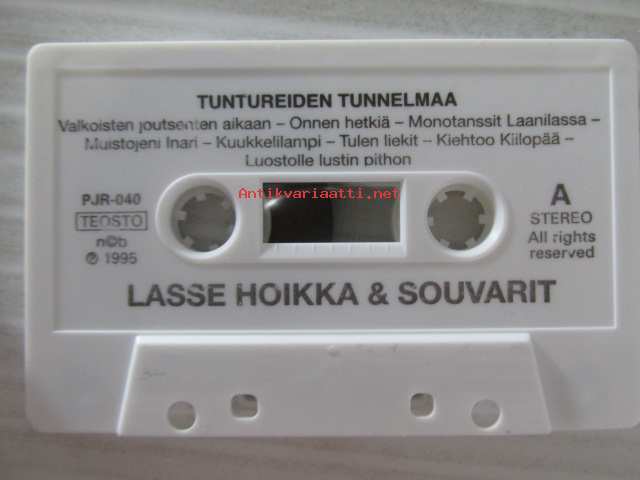 TUNTUREIDEN TUNNELMAA
Valkoisten joutsenten aikaan – Onnen hetkiä – Monotanssit Laanilassa –
Muistojeni Inari – Kuukkelilampi – Tulen liekit – Kiehtoo Kiilopää –
Luostolle lustin pithon
Antikvariaatti.net
PJR-040
TEOSTO
n©b
℗ 1995
A
STEREO
All rights
reserved
LASSE HOIKKA & SOUVARIT